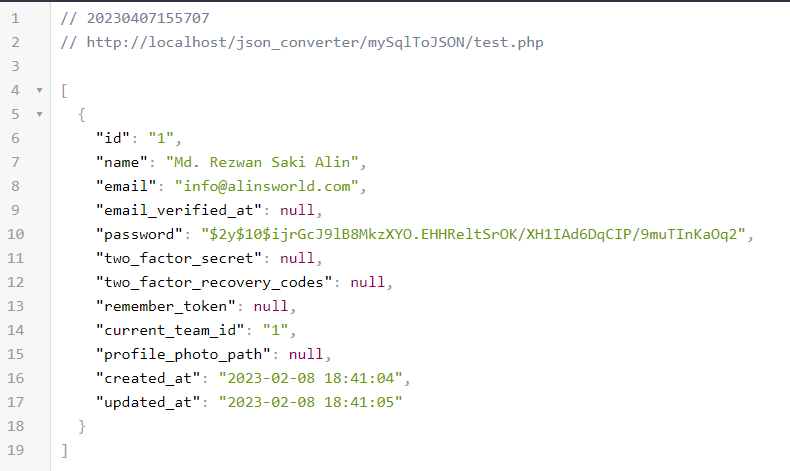 1 // 20230407155707
2 // http://localhost/json_converter/mySqlToJSON/test.php
3
4 [
5 {
6 "id": "1",
7 "name": "Md. Rezwan Saki Alin",
8 "email": "info@alinsworld.com",
9 "email_verified_at": null,
10 "password": "$2y$10$ijrGcJ9lB8MkzXYO.EHHReltSrOK/XH1IAd6DqCIP/9muTInKaOq2",
11 "two_factor_secret": null,
12 "two_factor_recovery_codes": null,
13 "remember_token": null,
14 "current_team_id": "1",
15 "profile_photo_path": null,
16 "created_at": "2023-02-08 18:41:04",
17 "updated_at": "2023-02-08 18:41:05"
18 }
19 ]